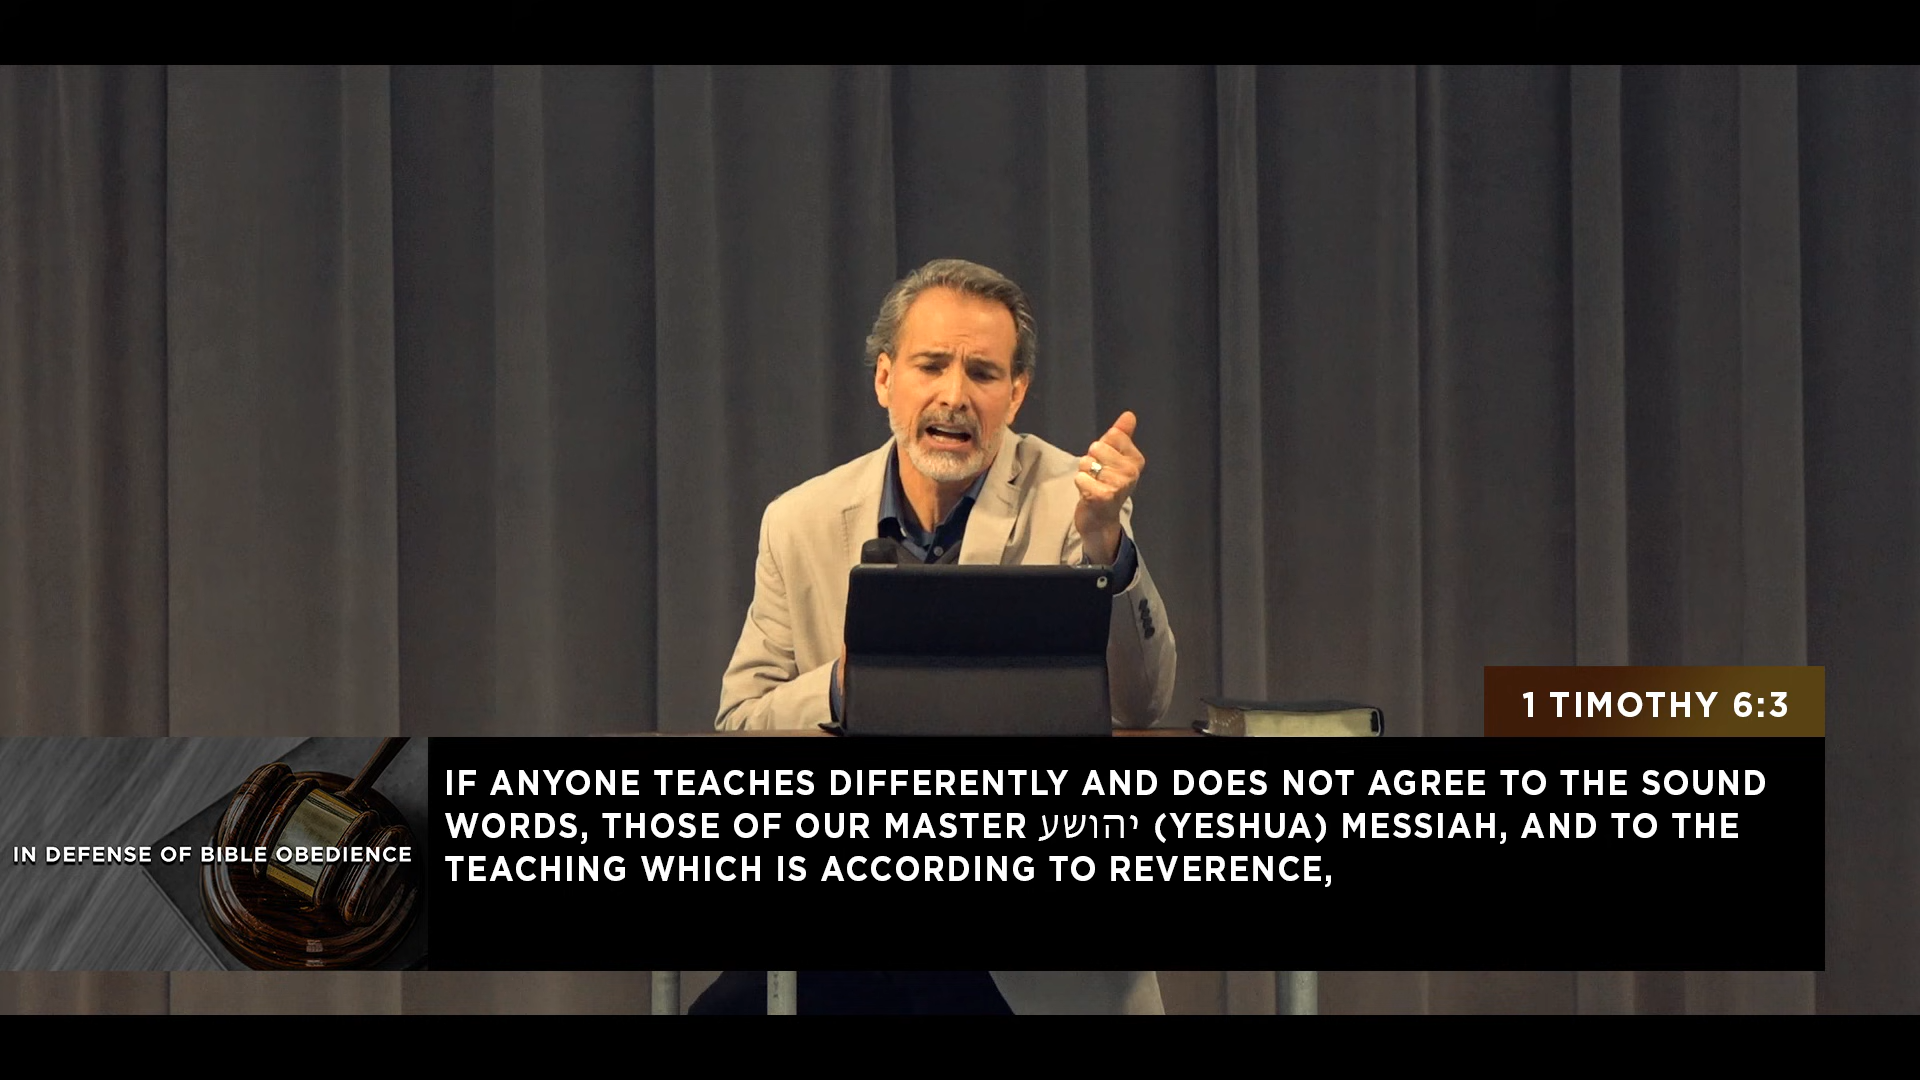 1 TIMOTHY 6:3
IF ANYONE TEACHES DIFFERENTLY AND DOES NOT AGREE TO THE SOUND
WORDS, THOSE OF OUR MASTER יהושע (YESHUA) MESSIAH, AND TO THE
TEACHING WHICH IS ACCORDING TO REVERENCE,
IN DEFENSE OF BIBLE OBEDIENCE